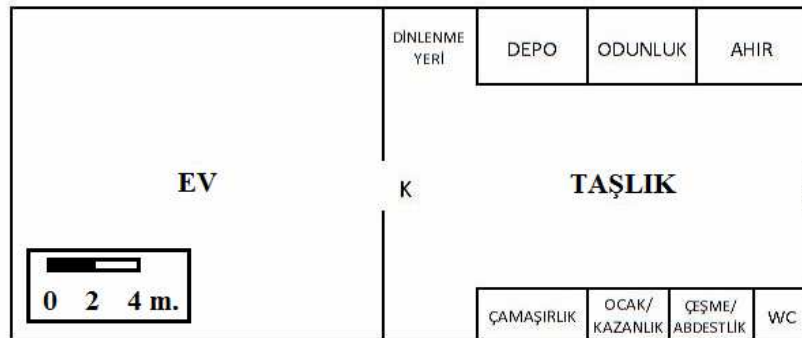 DİNLENME
YERİ
DEPO
ODUNLUK
AHIR
EV
K
TAŞLIK
0 2 4 m.
ÇAMAŞIRLIK
OCAK/
KAZANLIK
ÇEŞME/
ABDESTLİK
WC